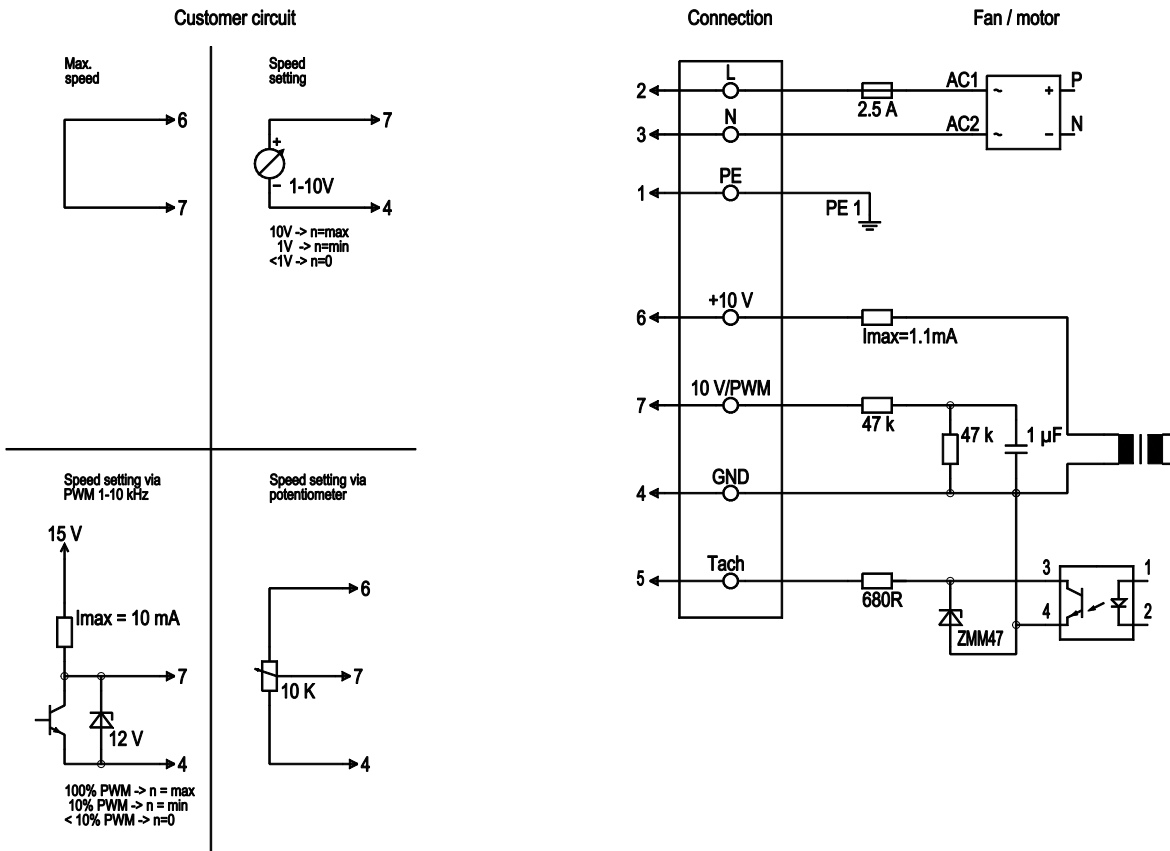 Customer circuit
Max.
speed
6
7
Speed
setting
7
+
− 1-10V
4
10V -> n=max
1V -> n=min
<1V -> n=0
Speed setting via
PWM 1-10 kHz
15 V
Imax = 10 mA
7
12 V
4
100% PWM -> n = max
10% PWM -> n = min
< 10% PWM -> n=0
Speed setting via
potentiometer
6
7
10 K
4
Connection
Fan / motor
2 L 2.5 A AC1 ~ + P
3 N AC2 ~ − N
1 PE PE 1
6 +10 V Imax=1.1mA
7 10 V/PWM 47 k
47 k 1 µF
4 GND
5 Tach 680R 3 1
4 2
ZMM47